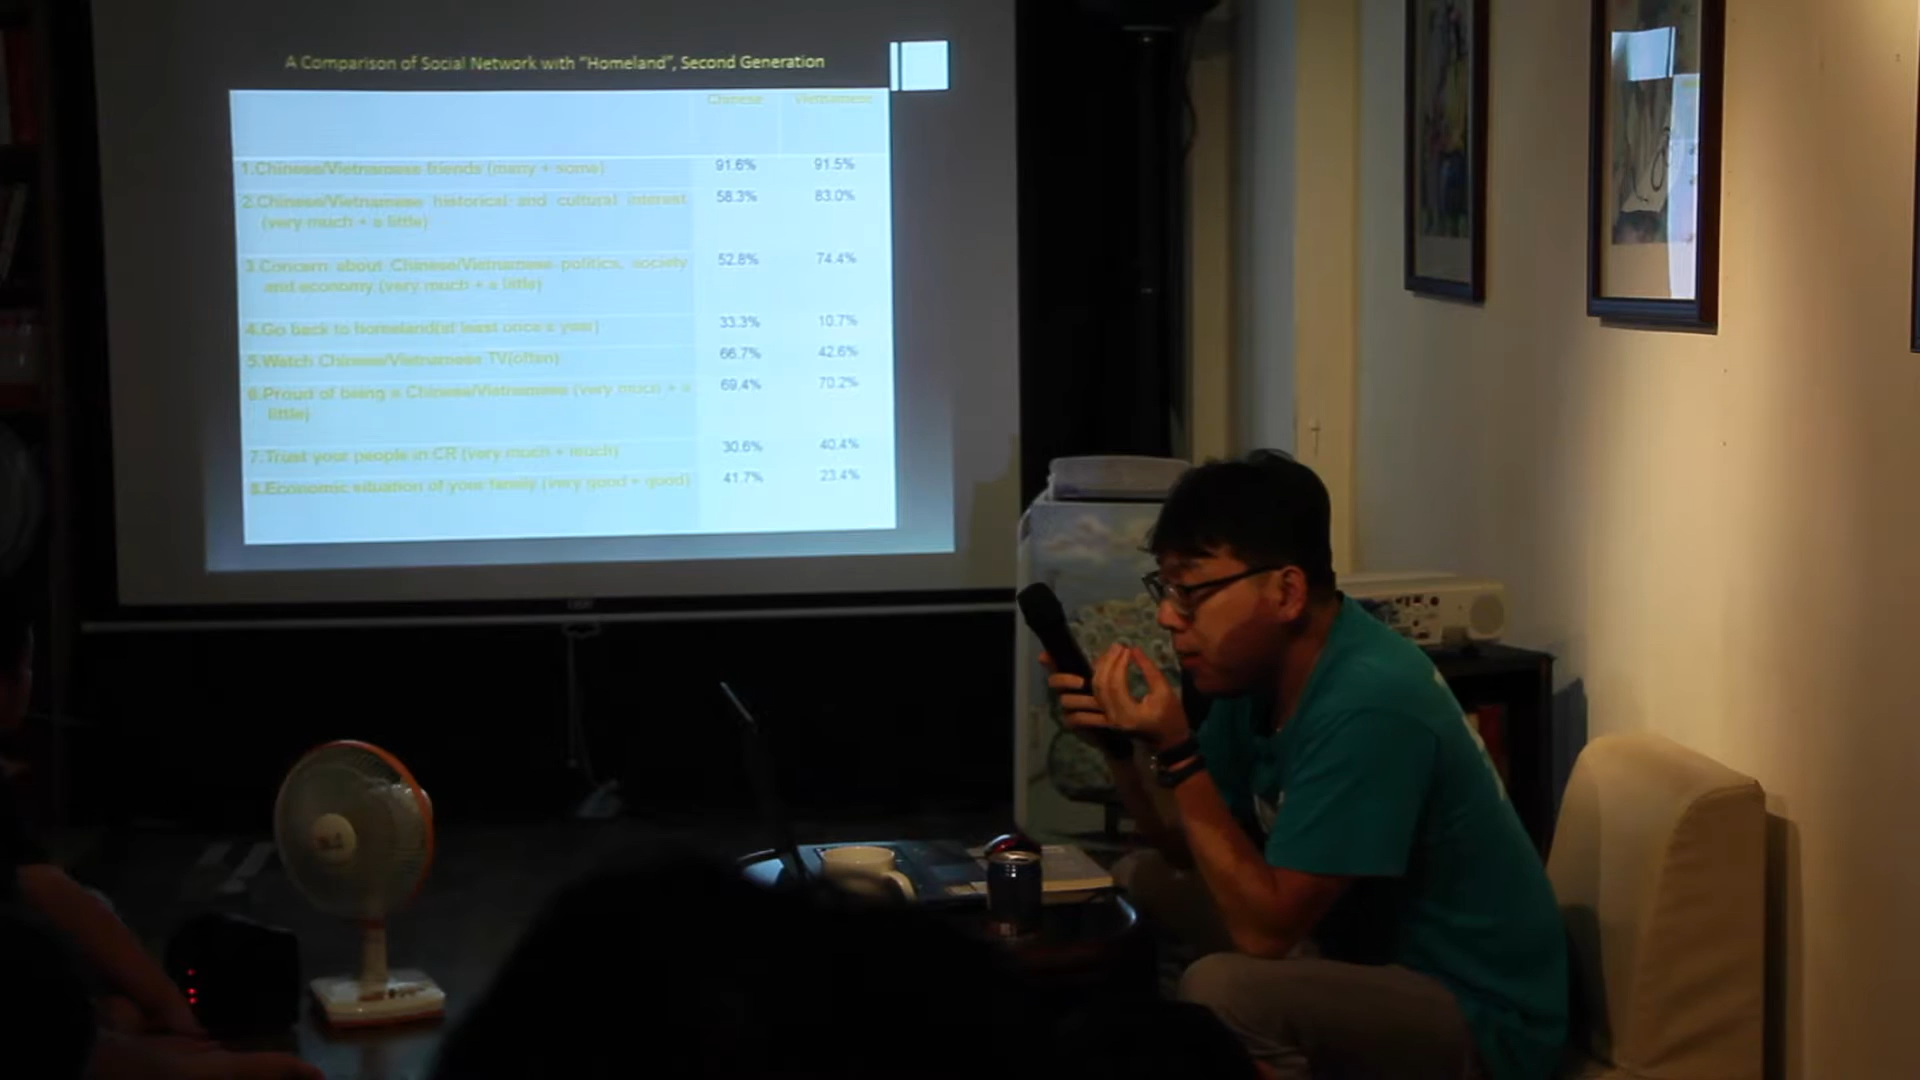 A Comparison of Social Network with "Homeland", Second Generation
Chinese Vietnamese
1.Chinese/Vietnamese friends (many + some) 91.6% 91.5%
2.Chinese/Vietnamese historical and cultural interest 58.3% 83.0%
(very much + a little)
3.Concern about Chinese/Vietnamese politics, society 52.8% 74.4%
and economy (very much + a little)
4.Go back to homeland(at least once a year) 33.3% 10.7%
5.Watch Chinese/Vietnamese TV(often) 66.7% 42.6%
6.Proud of being a Chinese/Vietnamese (very much + a 69.4% 70.2%
little)
7.Trust your people in CR (very much + much) 30.6% 40.4%
8.Economic situation of your family (very good + good) 41.7% 23.4%